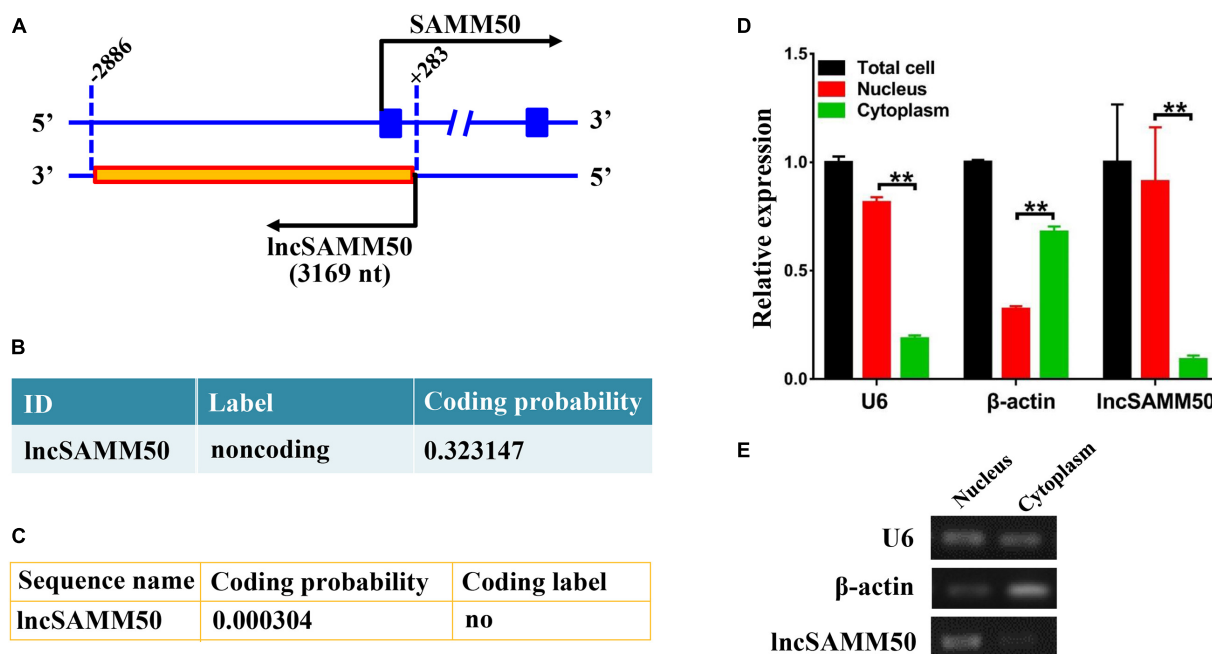 A
SAMM50
-2886
+283
5’
3’
3’
5’
lncSAMM50
(3169 nt)
B
ID Label Coding probability
lncSAMM50 noncoding 0.323147
C
Sequence name Coding probability Coding label
lncSAMM50 0.000304 no
D
Relative expression
1.5
1.0
0.5
0.0
Total cell
Nucleus
Cytoplasm
**
**
**
U6 β-actin lncSAMM50
E
Nucleus Cytoplasm
U6
β-actin
lncSAMM50